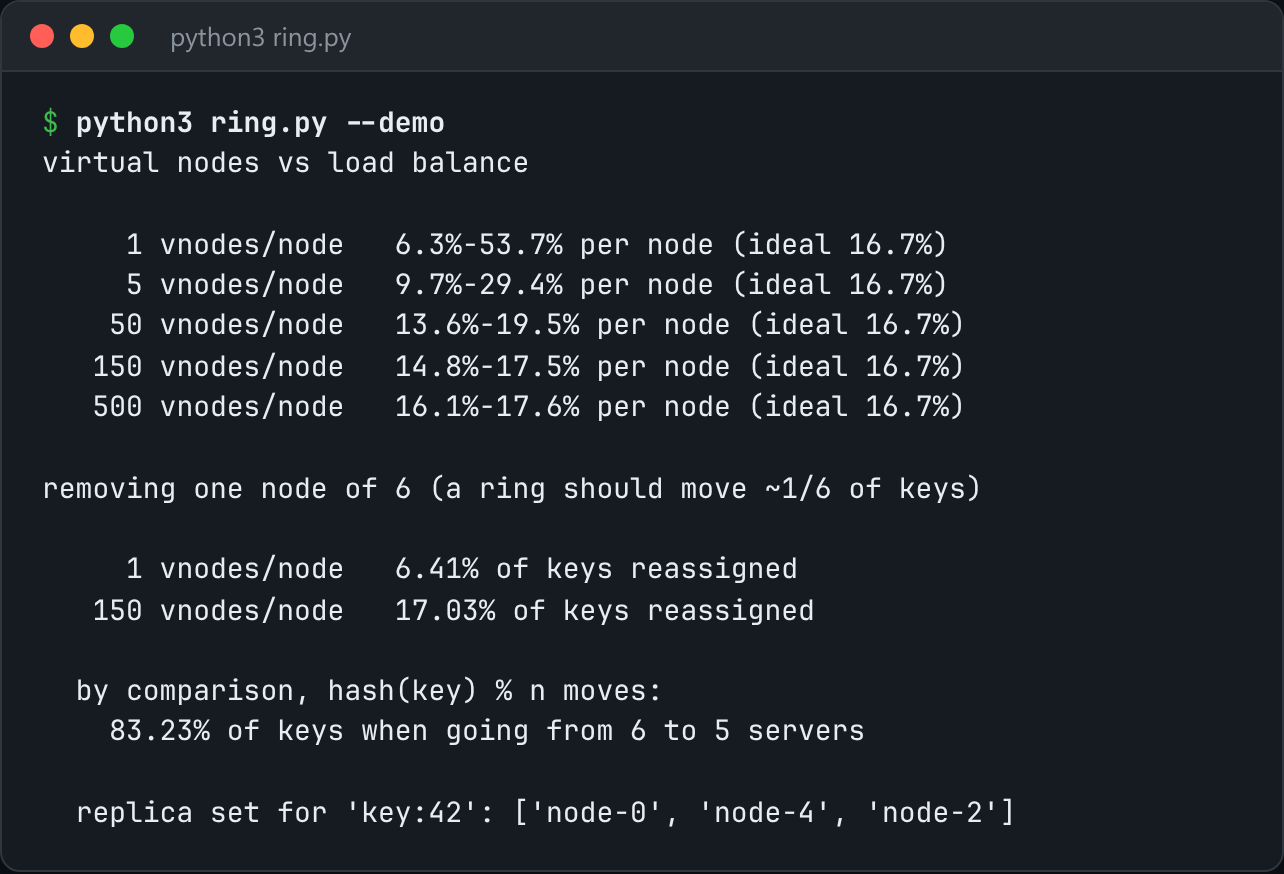 python3 ring.py
$ python3 ring.py --demo
virtual nodes vs load balance
1 vnodes/node 6.3%-53.7% per node (ideal 16.7%)
5 vnodes/node 9.7%-29.4% per node (ideal 16.7%)
50 vnodes/node 13.6%-19.5% per node (ideal 16.7%)
150 vnodes/node 14.8%-17.5% per node (ideal 16.7%)
500 vnodes/node 16.1%-17.6% per node (ideal 16.7%)
removing one node of 6 (a ring should move ~1/6 of keys)
1 vnodes/node 6.41% of keys reassigned
150 vnodes/node 17.03% of keys reassigned
by comparison, hash(key) % n moves:
83.23% of keys when going from 6 to 5 servers
replica set for 'key:42': ['node-0', 'node-4', 'node-2']